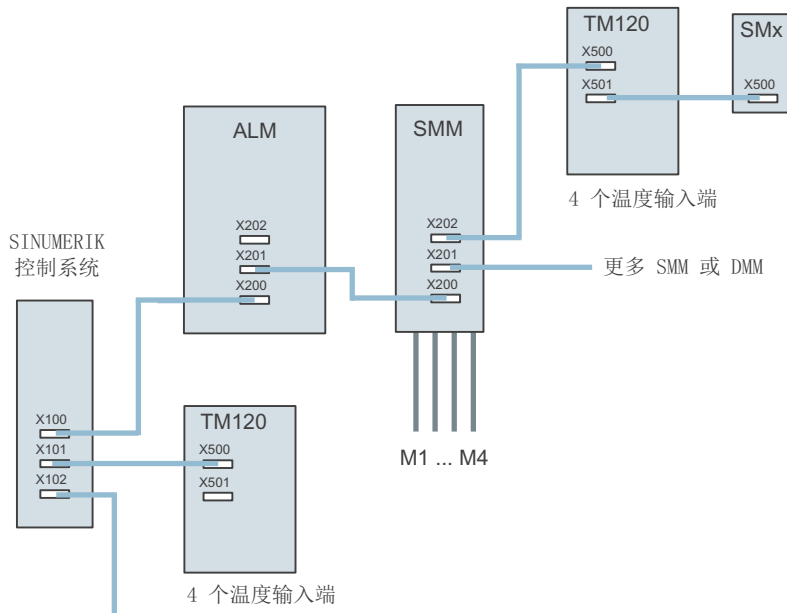 TM120
X500
X501
4 个温度输入端
SMx
X500
ALM
X202
X201
X200
SMM
X202
X201
X200
更多 SMM 或 DMM
M1 ... M4
SINUMERIK
控制系统
X100
X101
X102
TM120
X500
X501
4 个温度输入端